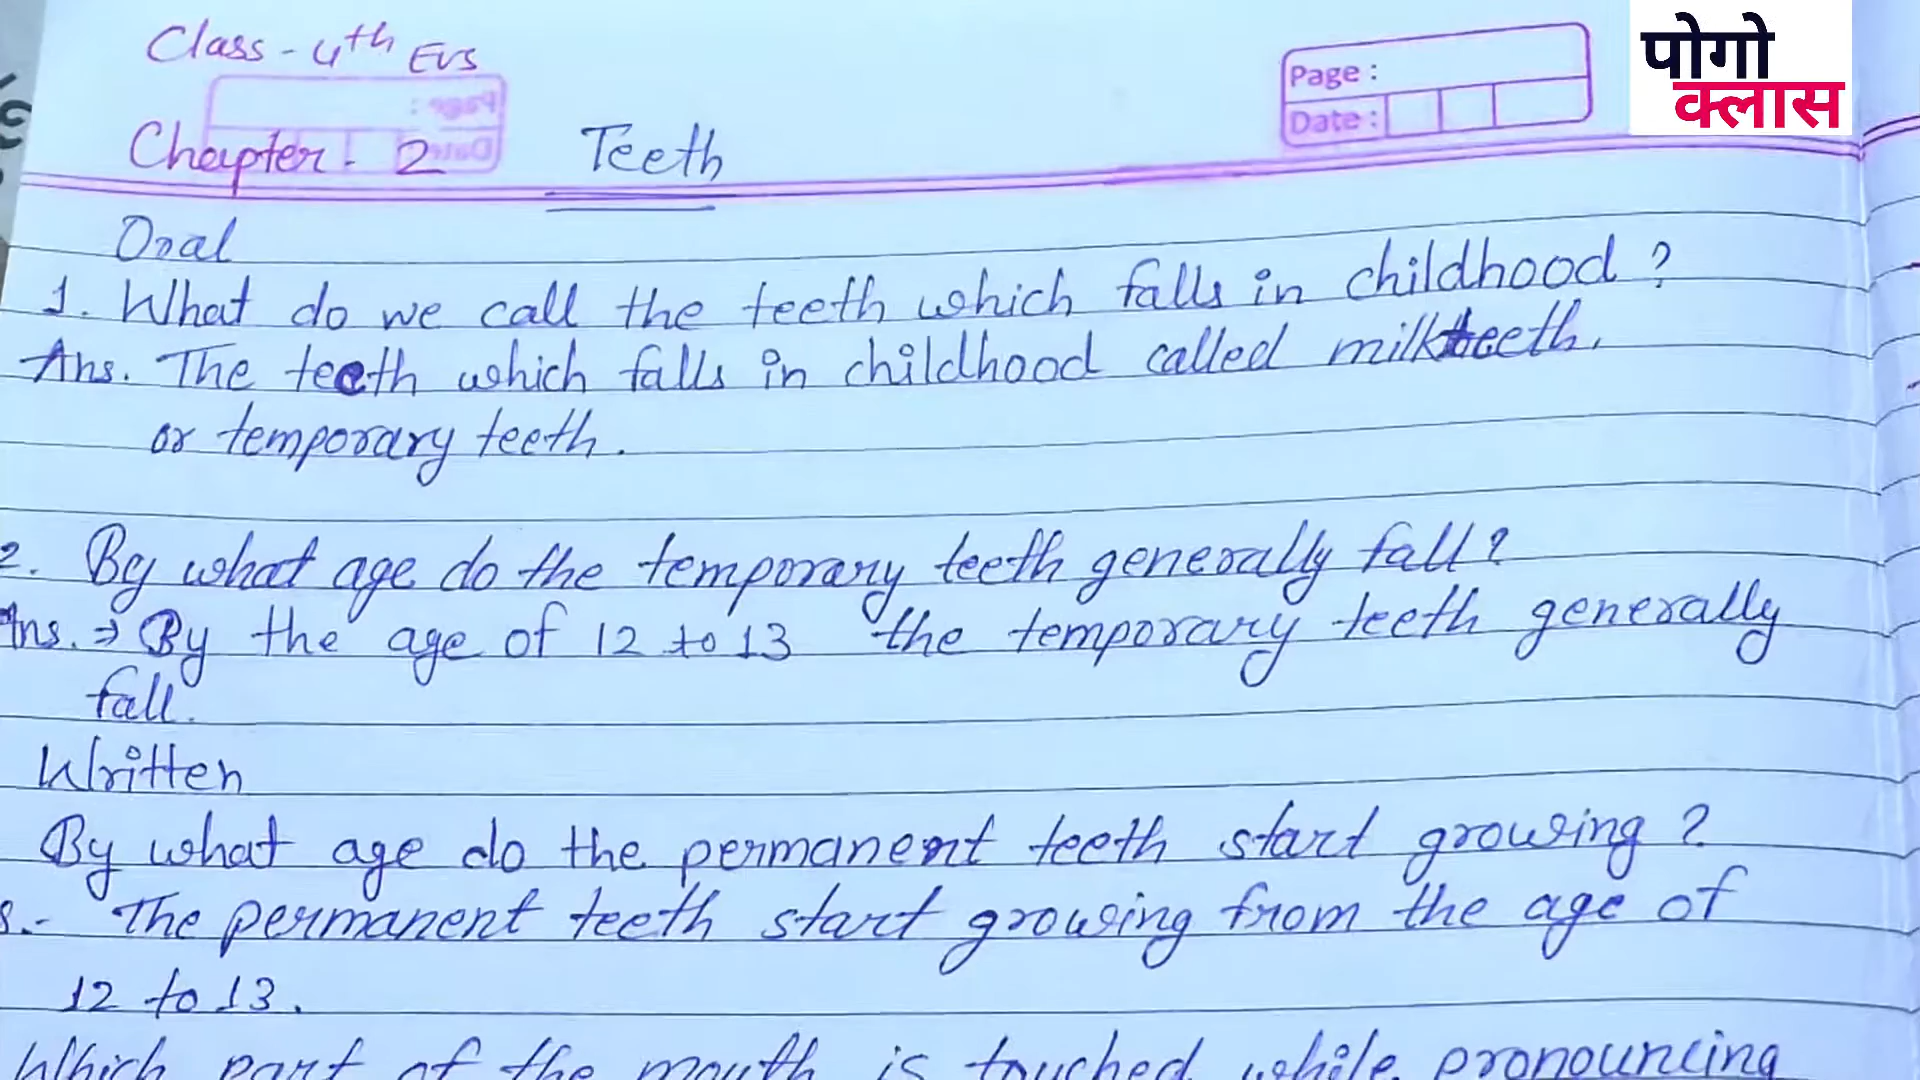 Class - 4th Evs
Page :
Date :
पोगो
क्लास
Chapter - 2 Teeth
Oral
1. What do we call the teeth which falls in childhood ?
Ans. The teeth which falls in childhood called milkteeth.
or temporary teeth.
2. By what age do the temporary teeth generally fall ?
Ans. ⇒ By the age of 12 to 13 the temporary teeth generally
fall.
Written
By what age do the permanent teeth start growing ?
s.- The permanent teeth start growing from the age of
12 to 13.
Which part of the mouth is touched while pronouncing